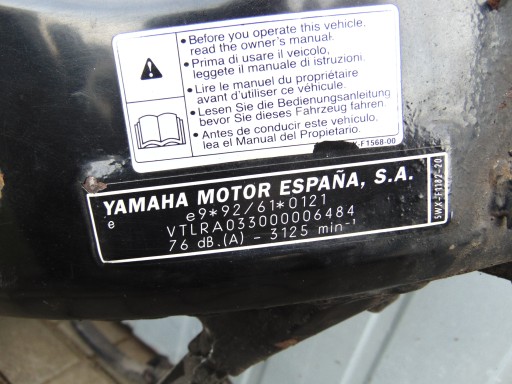 • Before you operate this vehicle,
read the owner's manual.
• Prima di usare il veicolo,
leggete il manuale di istruzioni.
• Lire le manuel du propriétaire
avant d'utiliser ce véhicule.
• Lesen Sie die Bedienungsanleitung
bevor Sie dieses Fahrzeug fahren
• Antes de conducir este vehículo,
lea el Manual del Propietario.
-F1568-00
YAMAHA MOTOR ESPAÑA, S.A.
e e9*92/61*0121
VTLRA033000006484
76 dB.(A) - 3125 min⁻¹
5WX-F1182-20